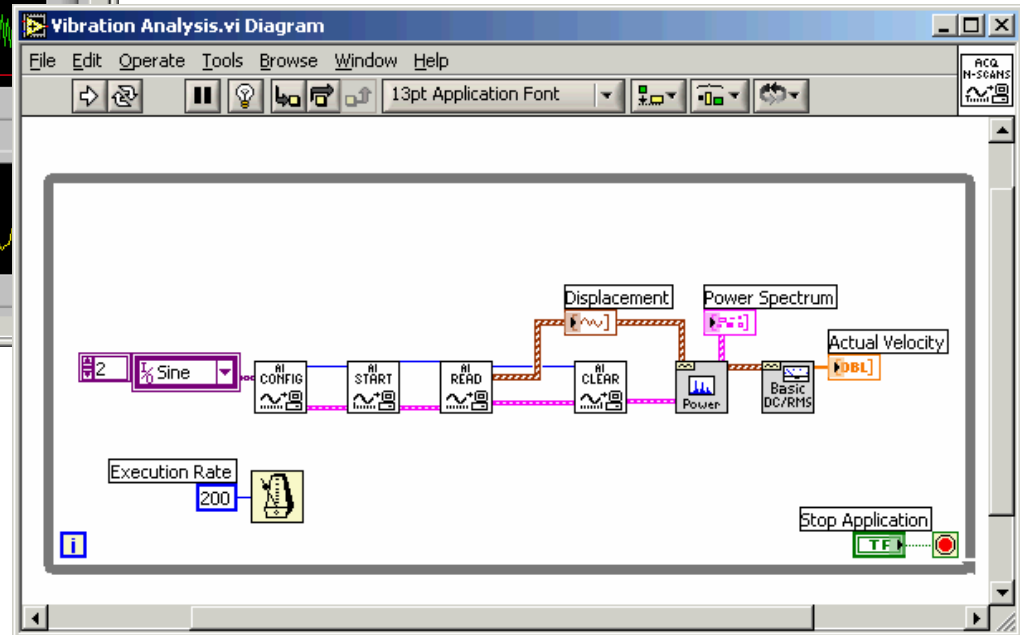 Vibration Analysis.vi Diagram
File Edit Operate Tools Browse Window Help
ACQ
N-SCANS
13pt Application Font
Displacement
Power Spectrum
Actual Velocity
2
I/O Sine
AI
CONFIG
AI
START
AI
READ
AI
CLEAR
Power
Basic
DC/RMS
DBL
Execution Rate
200
Stop Application
TF
i